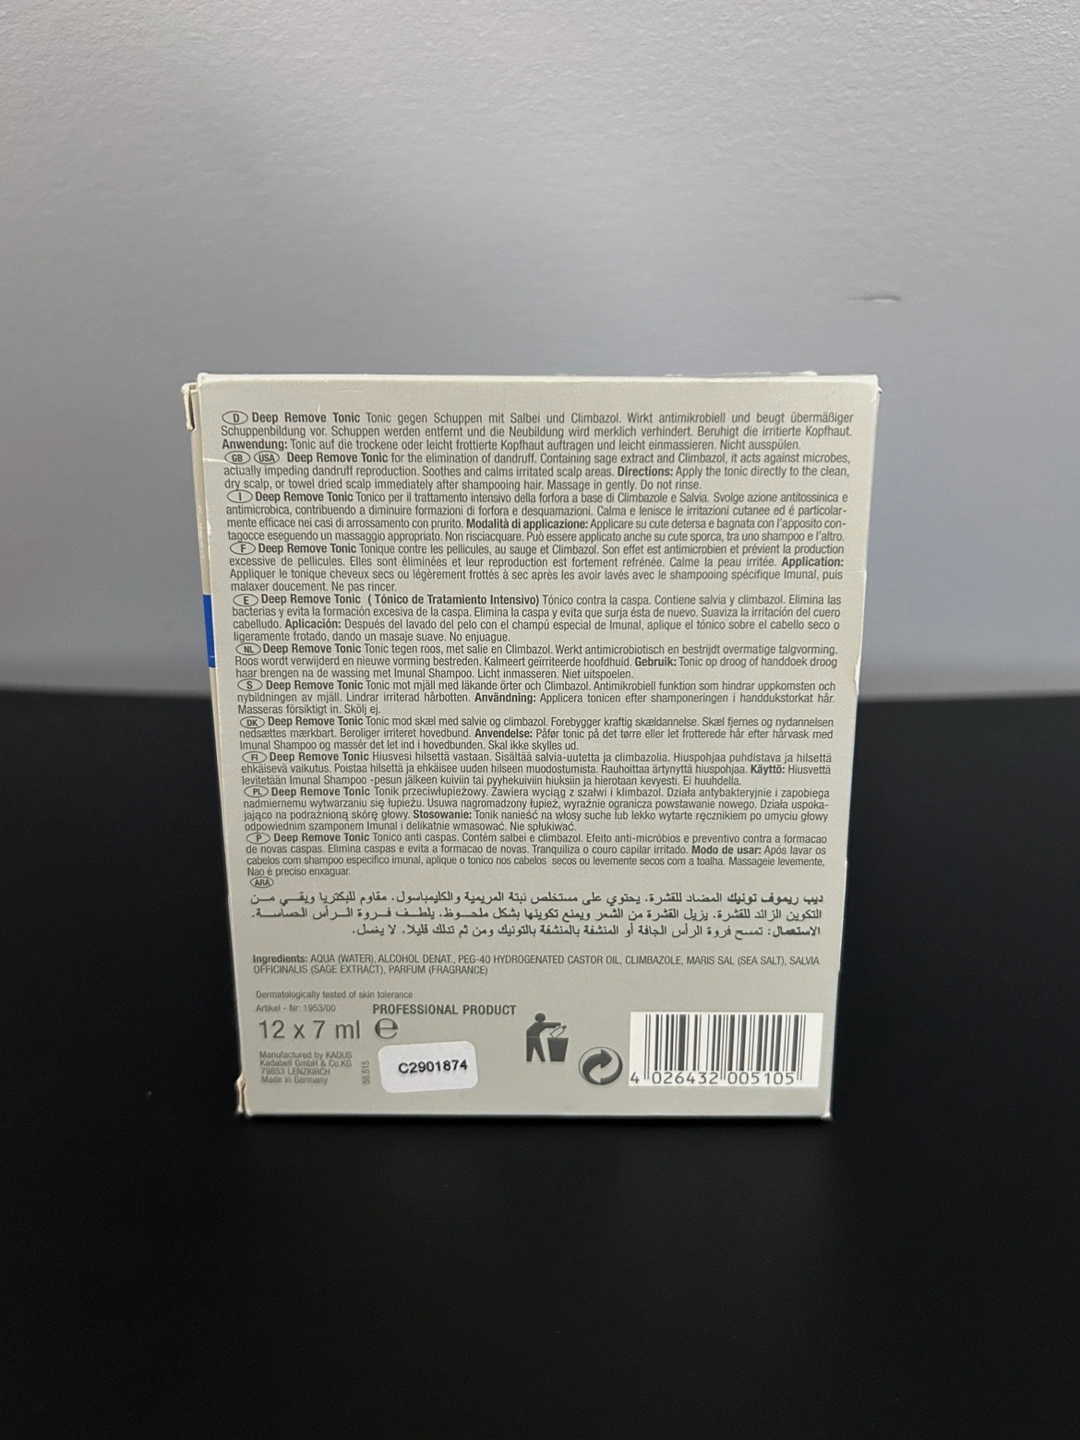 D Deep Remove Tonic Tonic gegen Schuppen mit Salbei und Climbazol. Wirkt antimikrobiell und beugt übermäßiger
Schuppenbildung vor. Schuppen werden entfernt und die Neubildung wird merklich verhindert. Beruhigt die irritierte Kopfhaut.
Anwendung: Tonic auf die trockene oder leicht frottierte Kopfhaut auftragen und leicht einmassieren. Nicht ausspülen.
GB USA Deep Remove Tonic for the elimination of dandruff. Containing sage extract and Climbazol, it acts against microbes,
actually impeding dandruff reproduction. Soothes and calms irritated scalp areas. Directions: Apply the tonic directly to the clean,
dry scalp, or towel dried scalp immediately after shampooing hair. Massage in gently. Do not rinse.
I Deep Remove Tonic Tonico per il trattamento intensivo della forfora a base di Climbazole e Salvia. Svolge azione antitossinica e
antimicrobica, contribuendo a diminuire formazioni di forfora e desquamazioni. Calma e lenisce le irritazioni cutanee ed é particolar-
mente efficace nei casi di arrossamento con prurito. Modalità di applicazione: Applicare su cute detersa e bagnata con l'apposito con-
tagocce eseguendo un massaggio appropriato. Non risciacquare. Può essere applicato anche su cute sporca, tra uno shampoo e l'altro.
F Deep Remove Tonic Tonique contre les pellicules, au sauge et Climbazol. Son effet est antimicrobien et prévient la production
excessive de pellicules. Elles sont éliminées et leur reproduction est fortement refrénée. Calme la peau irritée. Application:
Appliquer le tonique cheveux secs ou légèrement frottés à sec après les avoir lavés avec le shampooing spécifique Imunal, puis
malaxer doucement. Ne pas rincer.
E Deep Remove Tonic ( Tónico de Tratamiento Intensivo) Tónico contra la caspa. Contiene salvia y climbazol. Elimina las
bacterias y evita la formación excesiva de la caspa. Elimina la caspa y evita que surja ésta de nuevo. Suaviza la irritación del cuero
cabelludo. Aplicación: Después del lavado del pelo con el champú especial de Imunal, aplique el tónico sobre el cabello seco o
ligeramente frotado, dando un masaje suave. No enjuague.
NL Deep Remove Tonic Tonic tegen roos, met salie en Climbazol. Werkt antimicrobiotisch en bestrijdt overmatige talgvorming.
Roos wordt verwijderd en nieuwe vorming bestreden. Kalmeert geïrriteerde hoofdhuid. Gebruik: Tonic op droog of handdoek droog
haar brengen na de wassing met Imunal Shampoo. Licht inmasseren. Niet uitspoelen.
S Deep Remove Tonic Tonic mot mjäll med läkande örter och Climbazol. Antimikrobiell funktion som hindrar uppkomsten och
nybildningen av mjäll. Lindrar irriterad hårbotten. Användning: Applicera tonicen efter shamponeringen i handdukstorkat hår.
Masseras försiktigt in. Skölj ej.
DK Deep Remove Tonic Tonic mod skæl med salvie og climbazol. Forebygger kraftig skældannelse. Skæl fjernes og nydannelsen
nedsættes mærkbart. Beroliger irriteret hovedbund. Anvendelse: Påfør tonic på det tørre eller let frotterede hår efter hårvask med
Imunal Shampoo og massér det let ind i hovedbunden. Skal ikke skylles ud.
FI Deep Remove Tonic Hiusvesi hilsettä vastaan. Sisältää salvia-uutetta ja climbazolia. Hiuspohjaa puhdistava ja hilsettä
ehkäisevä vaikutus. Poistaa hilsettä ja ehkäisee uuden hilseen muodostumista. Rauhoittaa ärtynyttä hiuspohjaa. Käyttö: Hiusvettä
levitetään Imunal Shampoo -pesun jälkeen kuiviin tai pyyhekuiviin hiuksiin ja hierotaan kevyesti. Ei huuhdella.
PL Deep Remove Tonic Tonik przeciwłupieżowy. Zawiera wyciąg z szałwi i klimbazol. Działa antybakteryjnie i zapobiega
nadmiernemu wytwarzaniu się łupieżu. Usuwa nagromadzony łupież, wyraźnie ogranicza powstawanie nowego. Działa uspoka-
jająco na podrażnioną skórę głowy. Stosowanie: Tonik nanieść na włosy suche lub lekko wytarte ręcznikiem po umyciu głowy
odpowiednim szamponem Imunal i delikatnie wmasować. Nie spłukiwać.
P Deep Remove Tonic Tonico anti caspas. Contém salbei e climbazol. Efeito anti-micróbios e preventivo contra a formacao
de novas caspas. Elimina caspas e evita a formacao de novas. Tranquiliza o couro capilar irritado. Modo de usar: Após lavar os
cabelos com shampoo especifico imunal, aplique o tonico nos cabelos secos ou levemente secos com a toalha. Massageie levemente,
Nao é preciso enxaguar.
ARA
ديب ريموف تونيك المضاد للقشرة. يحتوي على مستخلص نبتة المريمية والكليمباسول. مقاوم للبكتريا ويقي من
التكوين الزائد للقشرة. يزيل القشرة من الشعر ويمنع تكوينها بشكل ملحوظ. يلطف فروة الرأس الحساسة.
الاستعمال: تمسح فروة الرأس الجافة أو المنشفة بالمنشفة بالتونيك ومن ثم تدلك قليلا. لا يغسل.
Ingredients: AQUA (WATER), ALCOHOL DENAT., PEG-40 HYDROGENATED CASTOR OIL, CLIMBAZOLE, MARIS SAL (SEA SALT), SALVIA
OFFICINALIS (SAGE EXTRACT), PARFUM (FRAGRANCE)
Dermatologically tested of skin tolerance
Artikel - Nr: 1953/00 PROFESSIONAL PRODUCT
12 x 7 ml e
Manufactured by KADUS
Kadabell GmbH & Co.KG
79853 LENZKIRCH
Made in Germany
58.515
C2901874
4 026432 005105